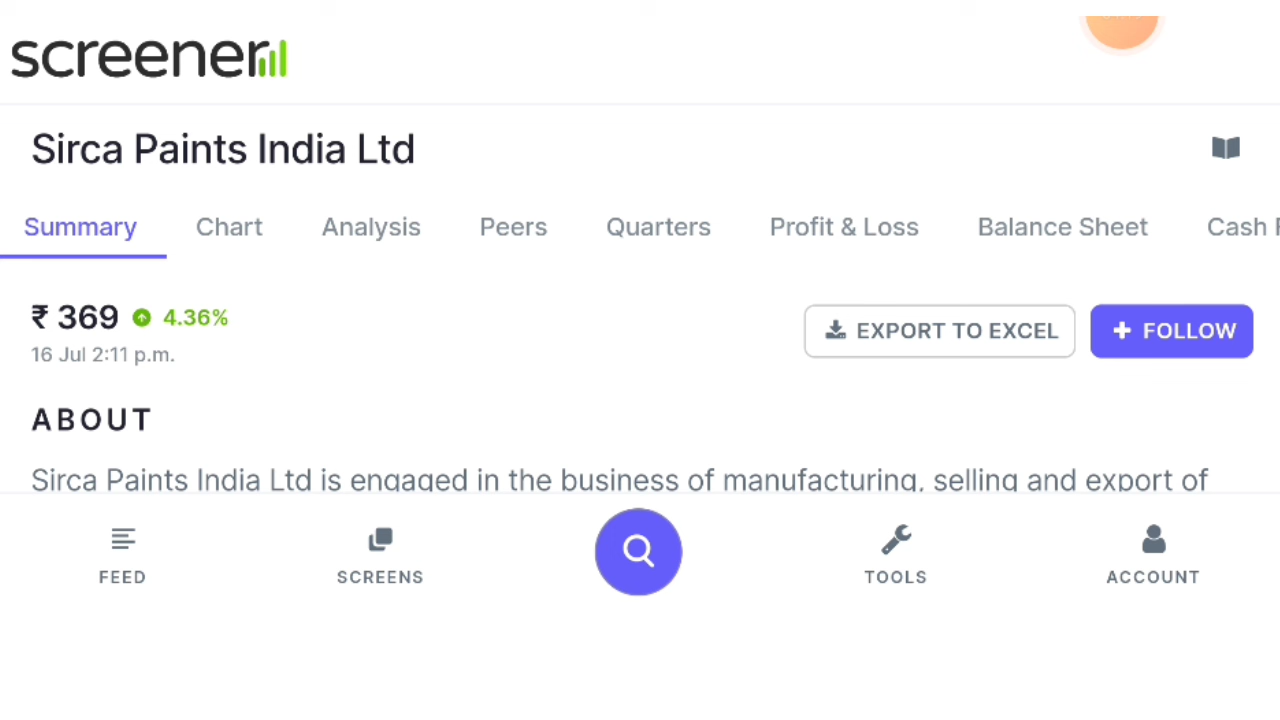 screener
Sirca Paints India Ltd
Summary Chart Analysis Peers Quarters Profit & Loss Balance Sheet Cash F
₹ 369 4.36%
16 Jul 2:11 p.m.
EXPORT TO EXCEL
FOLLOW
ABOUT
Sirca Paints India Ltd is engaged in the business of manufacturing, selling and export of
FEED SCREENS TOOLS ACCOUNT